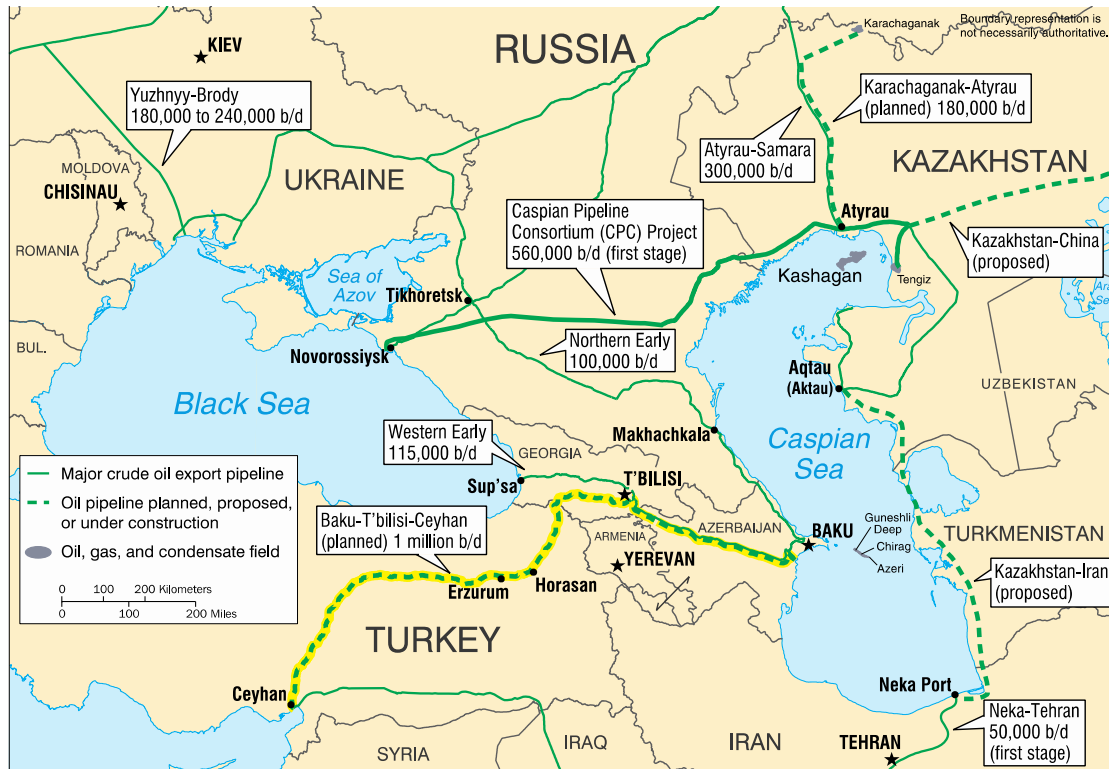 Karachaganak
Boundary representation is
not necessarily authoritative.
KIEV
RUSSIA
Yuzhnyy-Brody
180,000 to 240,000 b/d
Karachaganak-Atyrau
(planned) 180,000 b/d
Atyrau-Samara
300,000 b/d
KAZAKHSTAN
MOLDOVA
CHISINAU
UKRAINE
Caspian Pipeline
Consortium (CPC) Project
560,000 b/d (first stage)
Atyrau
ROMANIA
Kazakhstan-China
(proposed)
Sea of
Azov
Kashagan
Tengiz
Tikhoretsk
BUL.
Novorossiysk
Northern Early
100,000 b/d
Aqtau
(Aktau)
UZBEKISTAN
Black Sea
Western Early
115,000 b/d
GEORGIA
Makhachkala
Caspian
Sea
Major crude oil export pipeline
Oil pipeline planned, proposed,
or under construction
Oil, gas, and condensate field
0 100 200 Kilometers
0 100 200 Miles
Sup'sa
T'BILISI
Baku-T'bilisi-Ceyhan
(planned) 1 million b/d
ARMENIA
AZERBAIJAN
BAKU
Guneshli
Deep
Chirag
Azeri
TURKMENISTAN
YEREVAN
Horasan
Erzurum
Kazakhstan-Iran
(proposed)
TURKEY
Ceyhan
Neka Port
Neka-Tehran
50,000 b/d
(first stage)
SYRIA
IRAQ
IRAN
TEHRAN